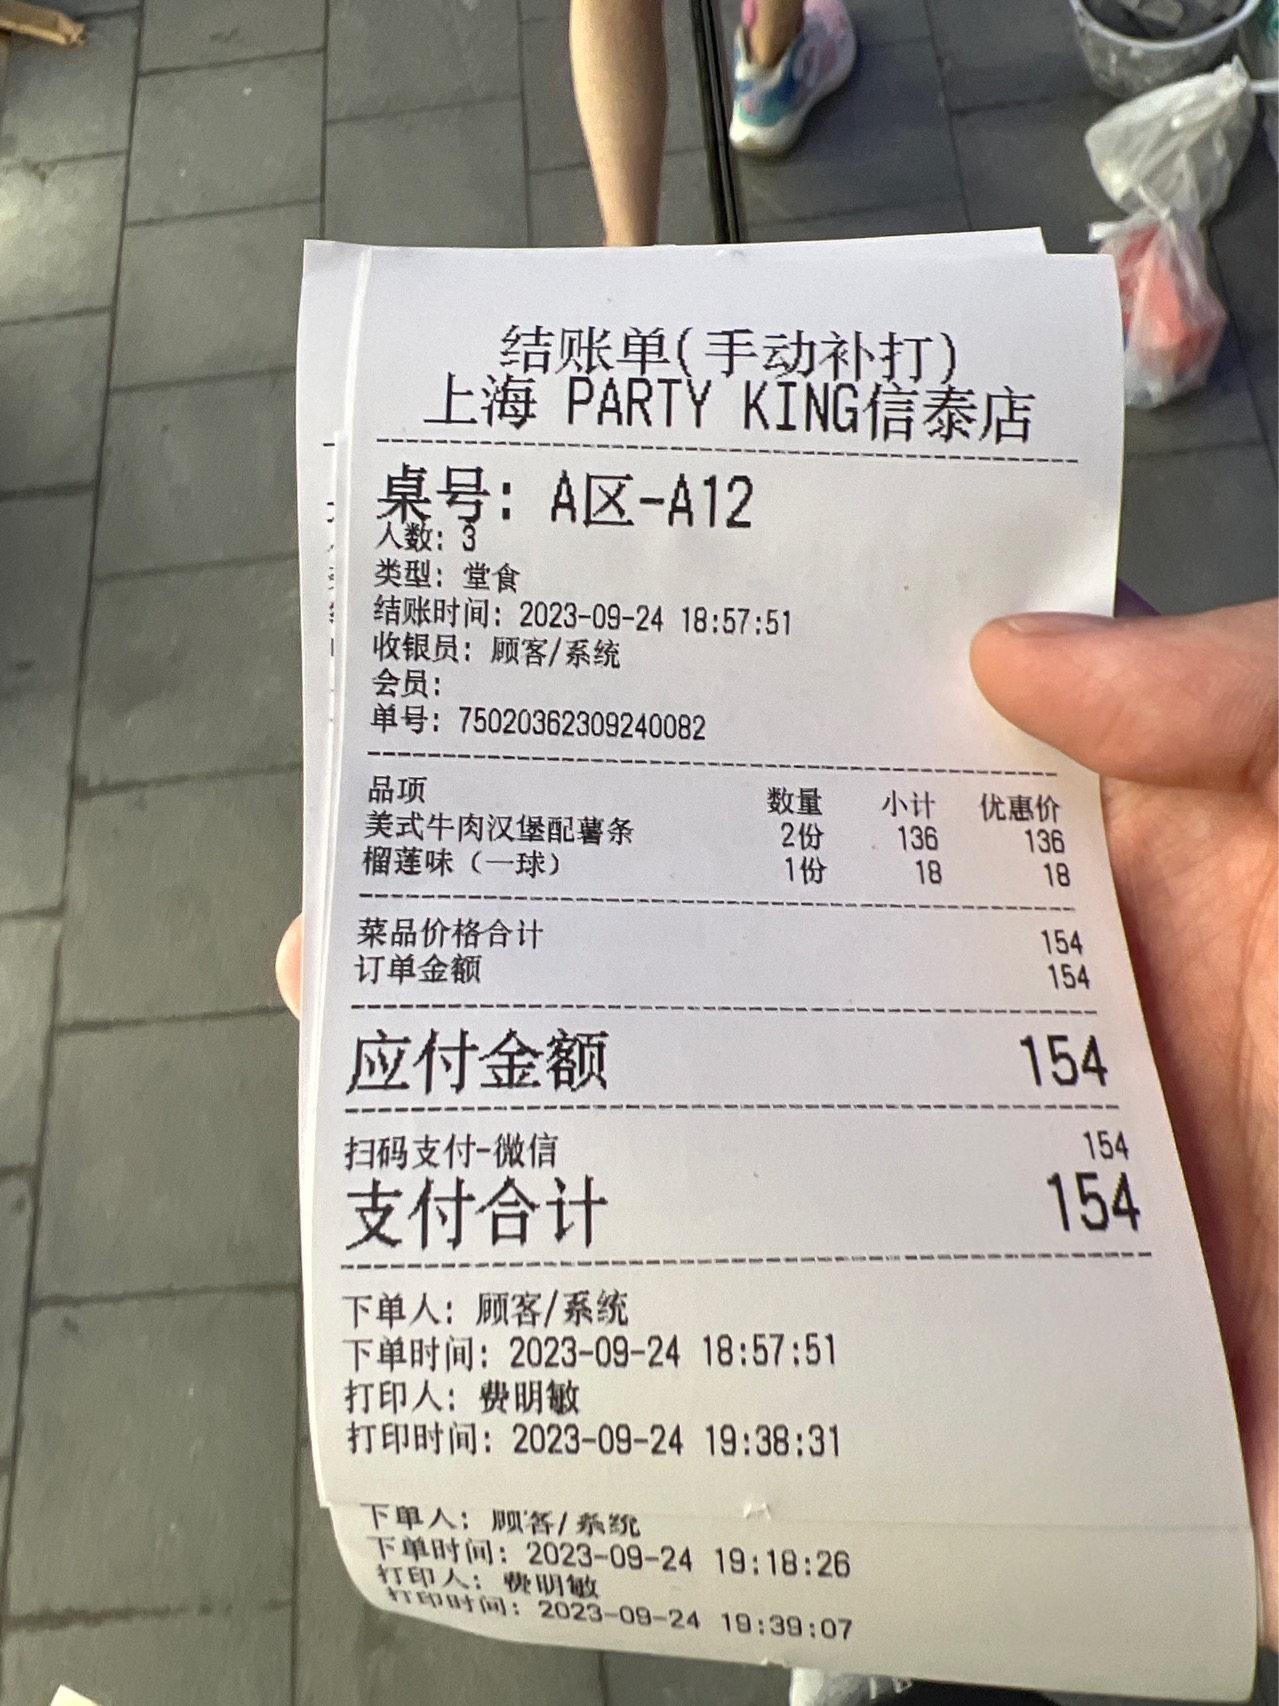 结账单(手动补打)
上海 PARTY KING信泰店
桌号: A区-A12
人数: 3
类型: 堂食
结账时间: 2023-09-24 18:57:51
收银员: 顾客/系统
会员:
单号: 75020362309240082
品项 数量 小计 优惠价
美式牛肉汉堡配薯条 2份 136 136
榴莲味（一球） 1份 18 18
菜品价格合计 154
订单金额 154
应付金额 154
扫码支付-微信 154
支付合计 154
下单人: 顾客/系统
下单时间: 2023-09-24 18:57:51
打印人: 费明敏
打印时间: 2023-09-24 19:38:31
下单人: 顾客/系统
下单时间: 2023-09-24 19:18:26
打印人: 费明敏
打印时间: 2023-09-24 19:39:07